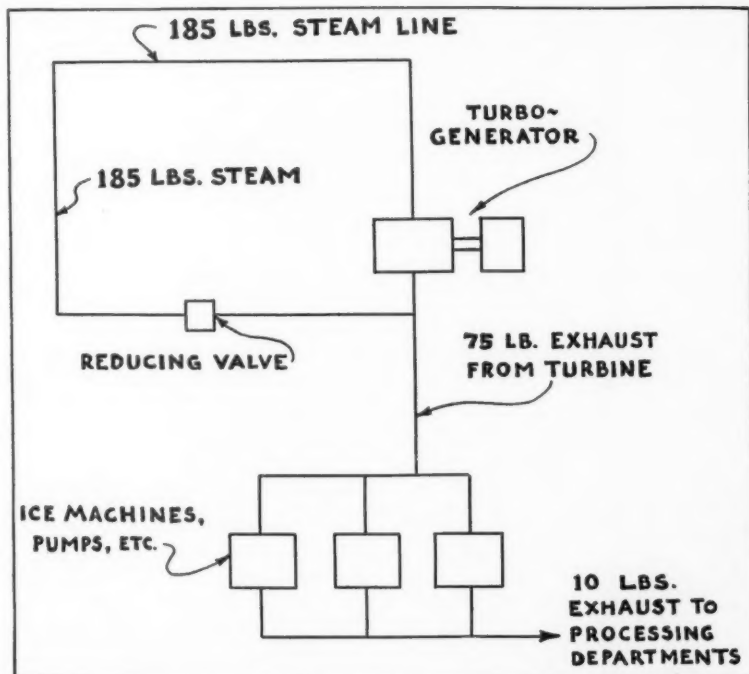 185 LBS. STEAM LINE
TURBO~
GENERATOR
185 LBS. STEAM
REDUCING VALVE
75 LB. EXHAUST
FROM TURBINE
ICE MACHINES,
PUMPS, ETC.
10 LBS.
EXHAUST TO
PROCESSING
DEPARTMENTS